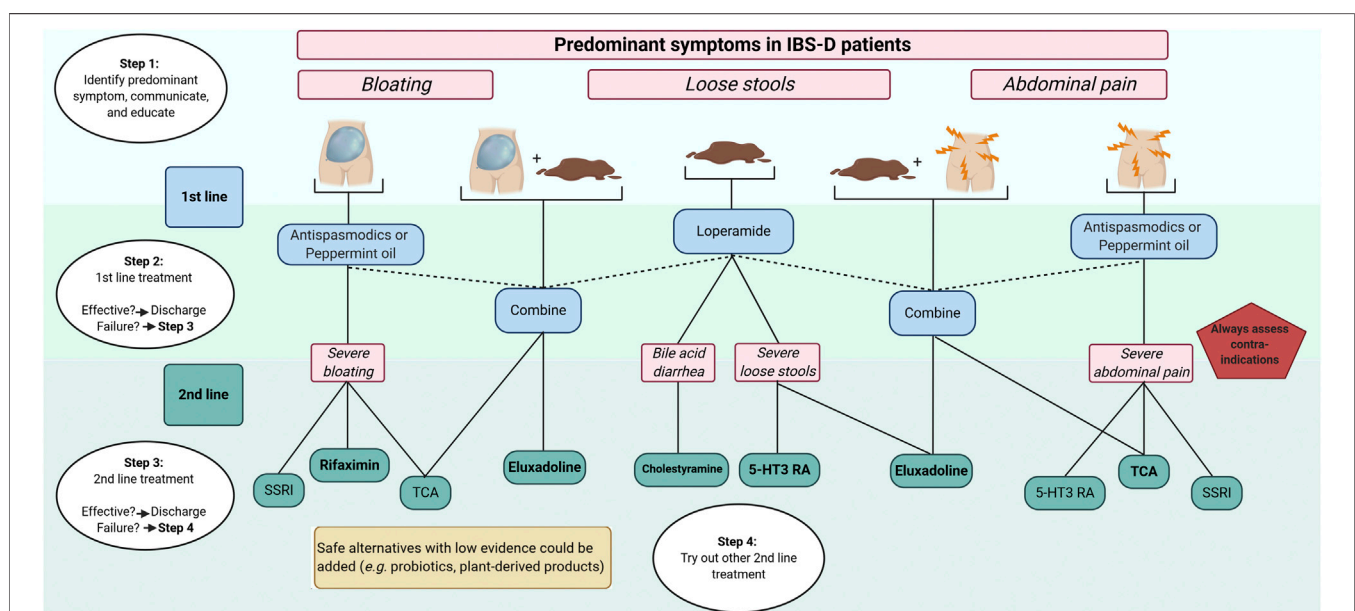 Predominant symptoms in IBS-D patients
Step 1:
Identify predominant
symptom, communicate,
and educate
Bloating
Loose stools
Abdominal pain
+
+
1st line
Antispasmodics or
Peppermint oil
Loperamide
Antispasmodics or
Peppermint oil
Step 2:
1st line treatment
Effective? Discharge
Failure? Step 3
Combine
Combine
Always assess
contra-
indications
Severe
bloating
Bile acid
diarrhea
Severe
loose stools
Severe
abdominal pain
2nd line
Step 3:
2nd line treatment
Effective? Discharge
Failure? Step 4
SSRI
Rifaximin
TCA
Eluxadoline
Cholestyramine
5-HT3 RA
Eluxadoline
5-HT3 RA
TCA
SSRI
Safe alternatives with low evidence could be
added (e.g. probiotics, plant-derived products)
Step 4:
Try out other 2nd line
treatment